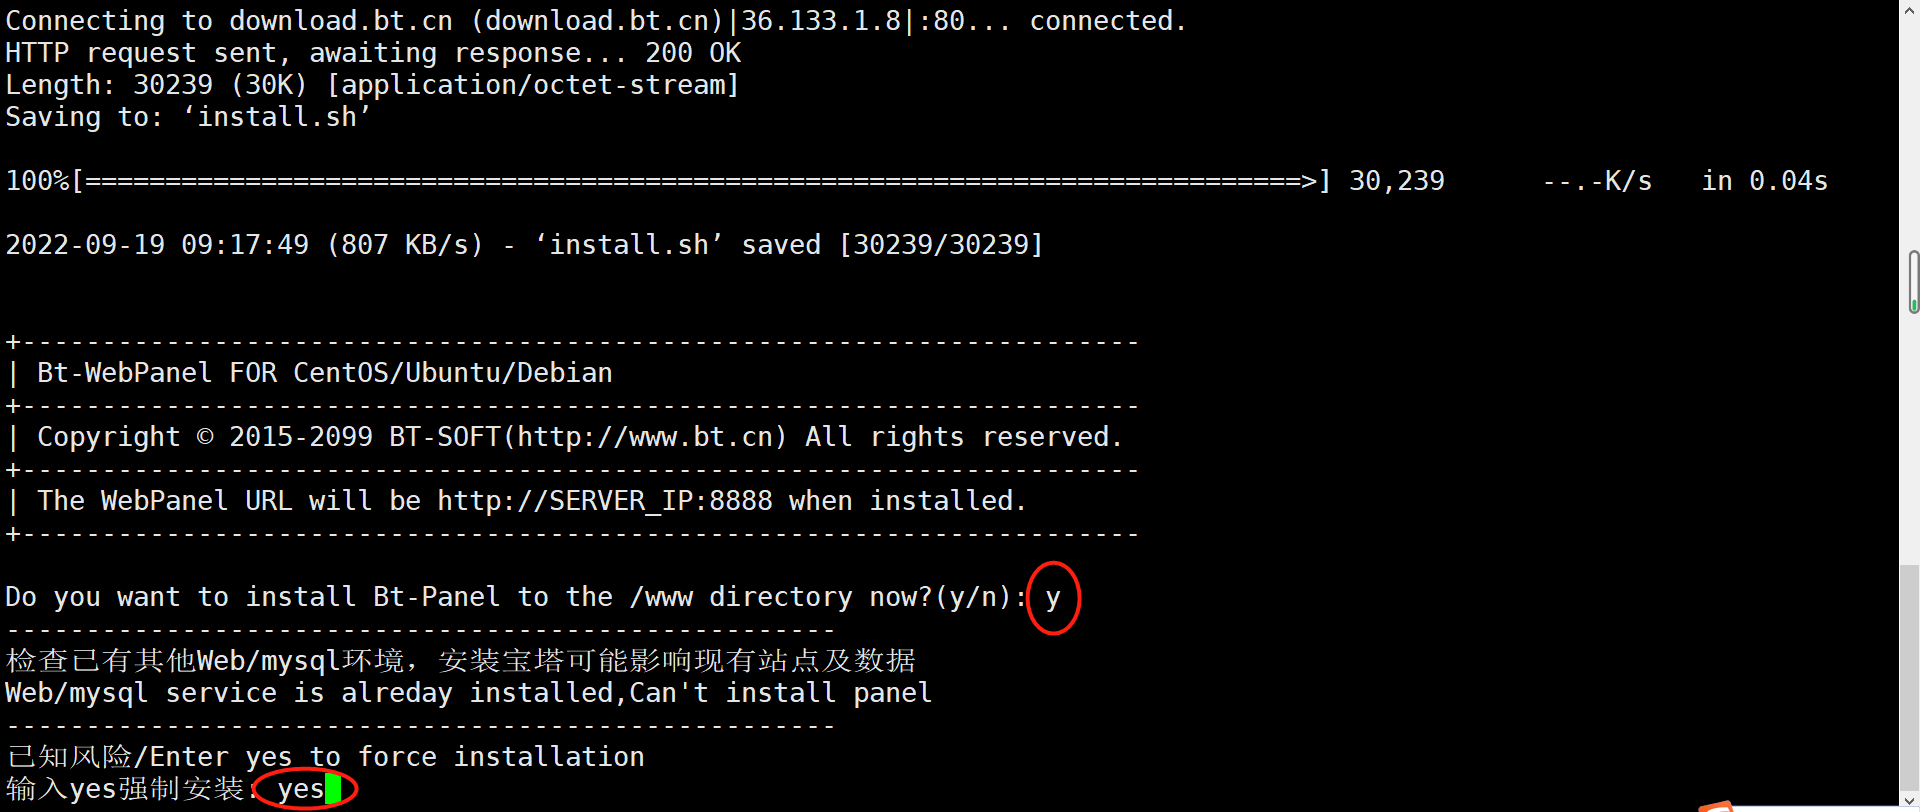 Connecting to download.bt.cn (download.bt.cn)|36.133.1.8|:80... connected.
HTTP request sent, awaiting response... 200 OK
Length: 30239 (30K) [application/octet-stream]
Saving to: ‘install.sh’
100%[============================================================================>] 30,239      --.-K/s   in 0.04s
2022-09-19 09:17:49 (807 KB/s) - ‘install.sh’ saved [30239/30239]
+----------------------------------------------------------------------
| Bt-WebPanel FOR CentOS/Ubuntu/Debian
+----------------------------------------------------------------------
| Copyright © 2015-2099 BT-SOFT(http://www.bt.cn) All rights reserved.
+----------------------------------------------------------------------
| The WebPanel URL will be http://SERVER_IP:8888 when installed.
+----------------------------------------------------------------------
Do you want to install Bt-Panel to the /www directory now?(y/n): y
----------------------------------------------------
检查已有其他Web/mysql环境，安装宝塔可能影响现有站点及数据
Web/mysql service is alreday installed,Can't install panel
----------------------------------------------------
已知风险/Enter yes to force installation
输入yes强制安装: yes